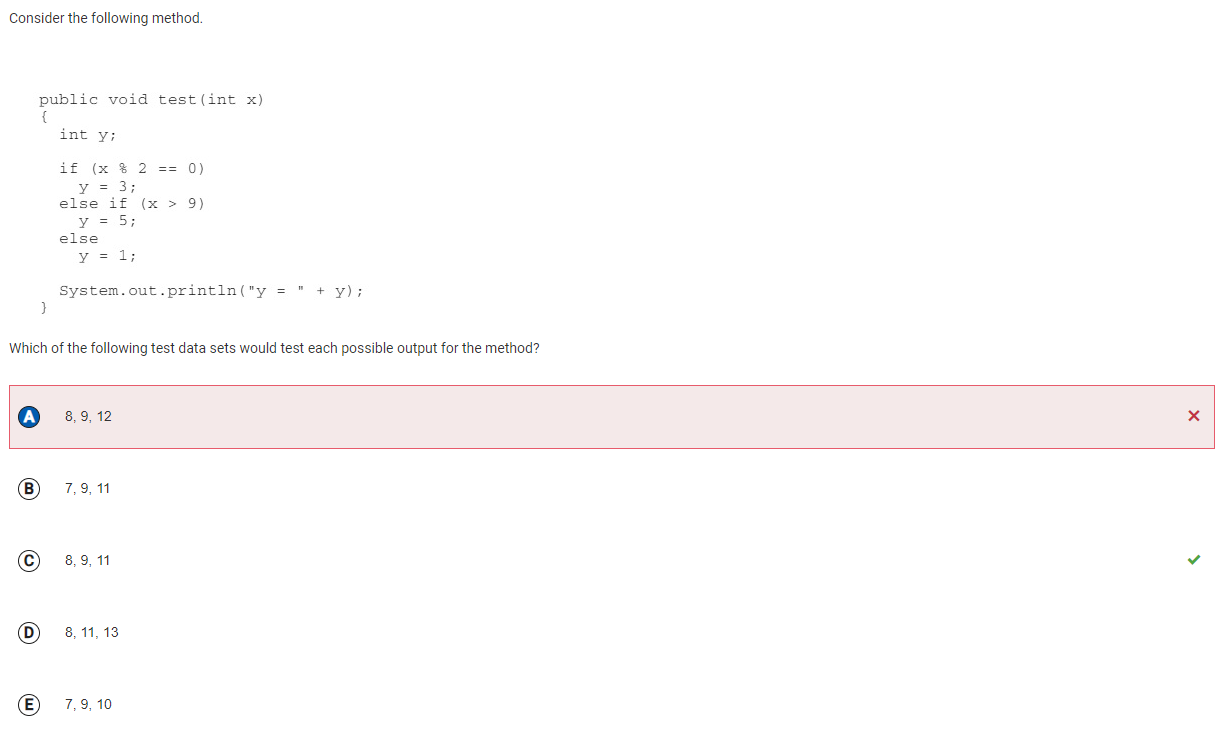 Consider the following method.
public void test(int x)
{
int y;
if (x % 2 == 0)
y = 3;
else if (x > 9)
y = 5;
else
y = 1;
System.out.println("y = " + y);
}
Which of the following test data sets would test each possible output for the method?
A 8, 9, 12
B 7, 9, 11
C 8, 9, 11
D 8, 11, 13
E 7, 9, 10